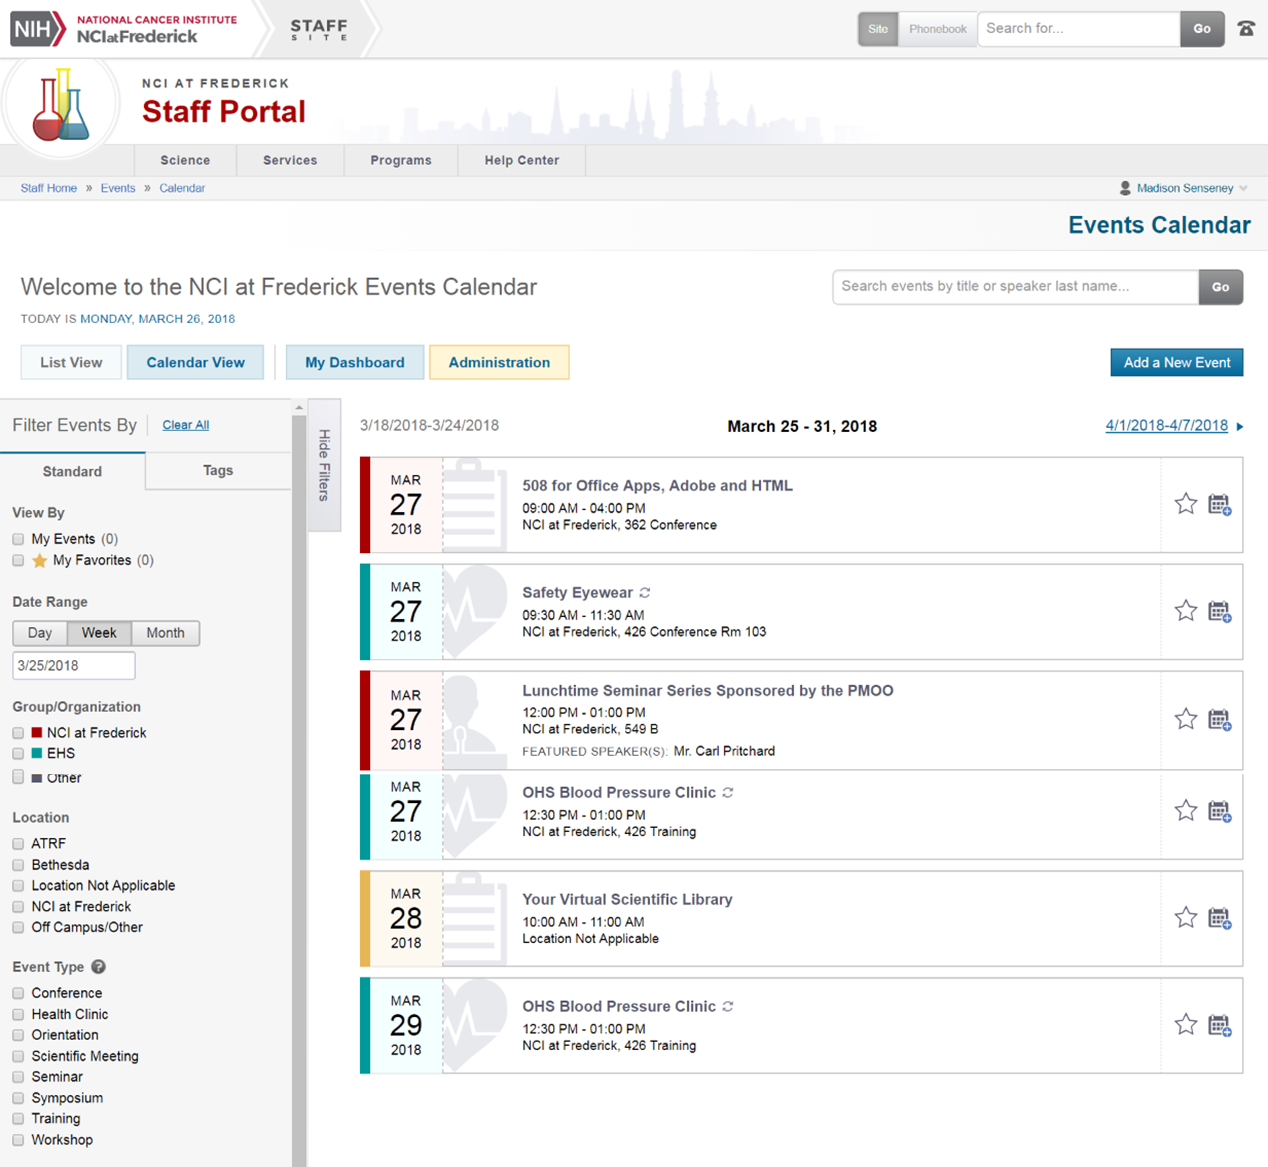 NIH NATIONAL CANCER INSTITUTE
NCIatFrederick
STAFF
SITE
Site Phonebook Search for... Go
NCI AT FREDERICK
Staff Portal
Science Services Programs Help Center
Staff Home » Events » Calendar
Madison Senseney
Events Calendar
Welcome to the NCI at Frederick Events Calendar
Search events by title or speaker last name... Go
TODAY IS MONDAY, MARCH 26, 2018
List View Calendar View My Dashboard Administration Add a New Event
Filter Events By Clear All
Standard Tags
View By
My Events (0)
My Favorites (0)
Date Range
Day Week Month
3/25/2018
Group/Organization
NCI at Frederick
EHS
Other
Location
ATRF
Bethesda
Location Not Applicable
NCI at Frederick
Off Campus/Other
Event Type ?
Conference
Health Clinic
Orientation
Scientific Meeting
Seminar
Symposium
Training
Workshop
Hide Filters
3/18/2018-3/24/2018 March 25 - 31, 2018 4/1/2018-4/7/2018
MAR
27
2018
508 for Office Apps, Adobe and HTML
09:00 AM - 04:00 PM
NCI at Frederick, 362 Conference
MAR
27
2018
Safety Eyewear
09:30 AM - 11:30 AM
NCI at Frederick, 426 Conference Rm 103
MAR
27
2018
Lunchtime Seminar Series Sponsored by the PMOO
12:00 PM - 01:00 PM
NCI at Frederick, 549 B
FEATURED SPEAKER(S): Mr. Carl Pritchard
MAR
27
2018
OHS Blood Pressure Clinic
12:30 PM - 01:00 PM
NCI at Frederick, 426 Training
MAR
28
2018
Your Virtual Scientific Library
10:00 AM - 11:00 AM
Location Not Applicable
MAR
29
2018
OHS Blood Pressure Clinic
12:30 PM - 01:00 PM
NCI at Frederick, 426 Training